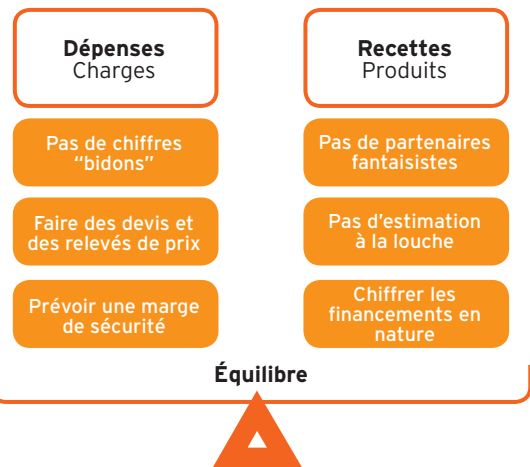 Dépenses
Charges
Pas de chiffres
“bidons”
Faire des devis et
des relevés de prix
Prévoir une marge
de sécurité
Recettes
Produits
Pas de partenaires
fantaisistes
Pas d’estimation
à la louche
Chiffrer les
financements en
nature
Équilibre